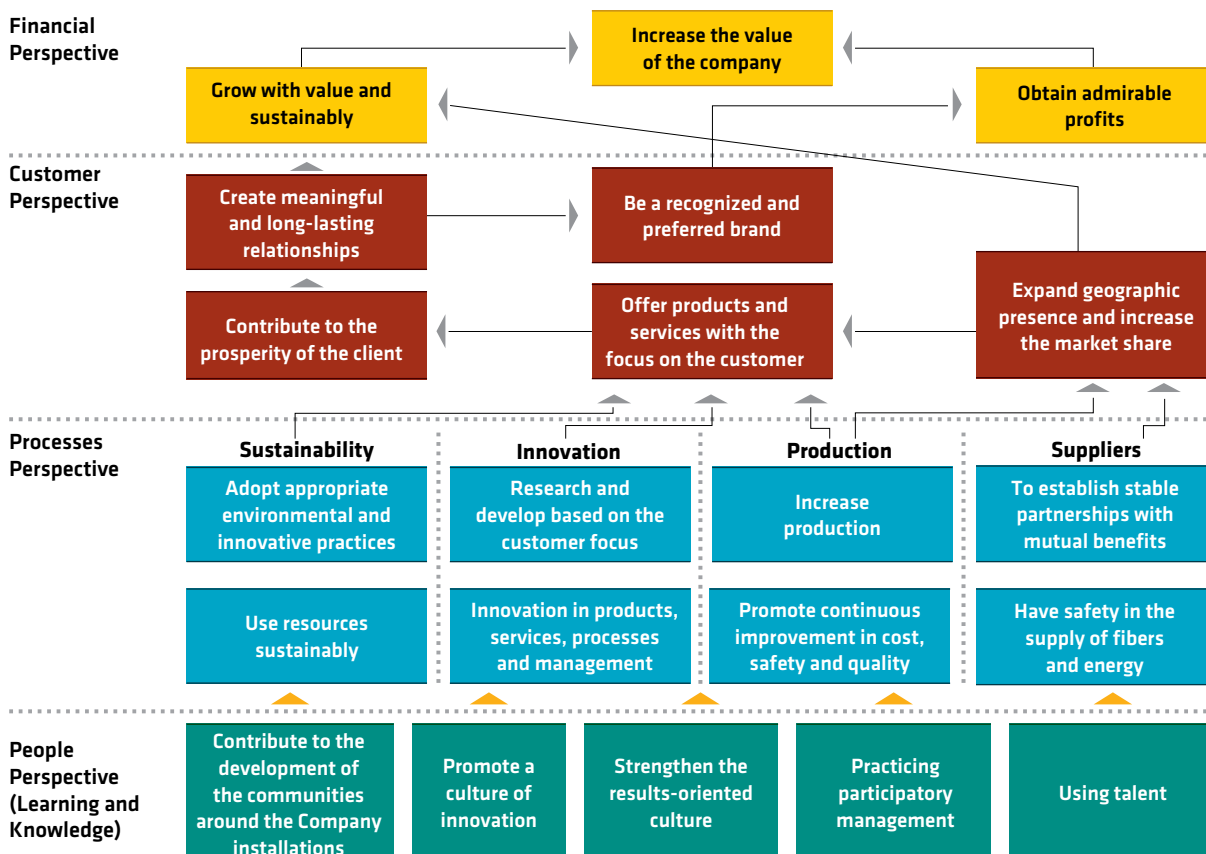 Financial
Perspective
Increase the value
of the company
Grow with value and
sustainably
Obtain admirable
profits
Customer
Perspective
Create meaningful
and long-lasting
relationships
Be a recognized and
preferred brand
Expand geographic
presence and increase
the market share
Contribute to the
prosperity of the client
Offer products and
services with the
focus on the customer
Processes
Perspective
Sustainability
Innovation
Production
Suppliers
Adopt appropriate
environmental and
innovative practices
Research and
develop based on the
customer focus
Increase
production
To establish stable
partnerships with
mutual benefits
Use resources
sustainably
Innovation in products,
services, processes
and management
Promote continuous
improvement in cost,
safety and quality
Have safety in the
supply of fibers
and energy
People
Perspective
(Learning and
Knowledge)
Contribute to the
development of
the communities
around the Company
installations
Promote a
culture of
innovation
Strengthen the
results-oriented
culture
Practicing
participatory
management
Using talent